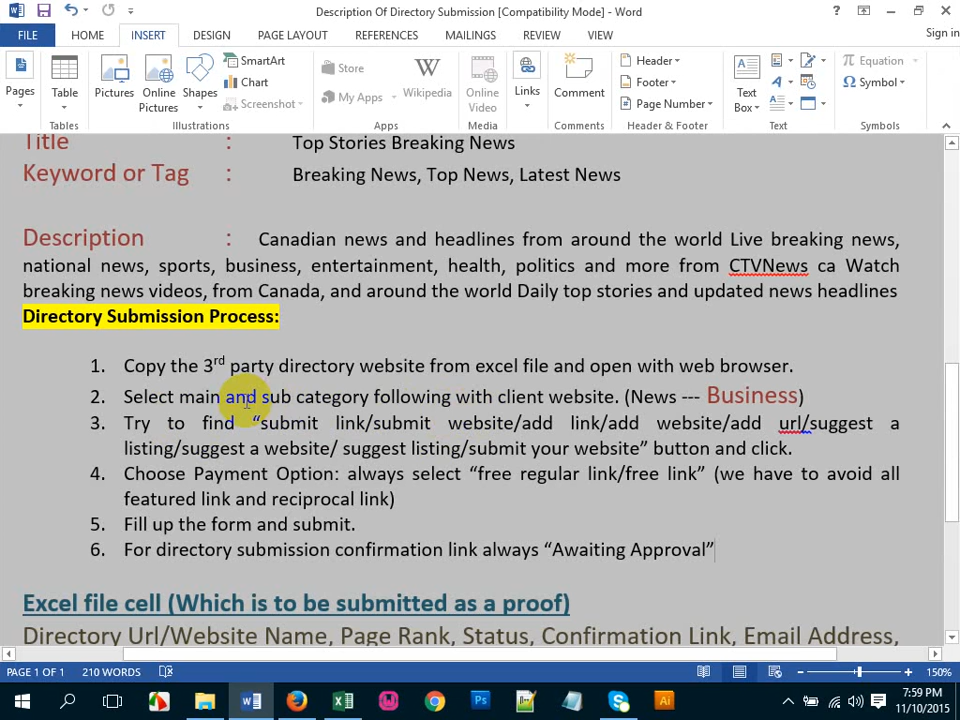 Description Of Directory Submission [Compatibility Mode] - Word
?
Sign in
FILE HOME INSERT DESIGN PAGE LAYOUT REFERENCES MAILINGS REVIEW VIEW
Pages
Table
Pictures
Online Pictures
Shapes
SmartArt
Chart
Screenshot
Store
My Apps
Wikipedia
Online Video
Links
Comment
Header
Footer
Page Number
Text Box
Equation
Symbol
Tables Illustrations Apps Media Comments Header & Footer Text Symbols
Title : Top Stories Breaking News
Keyword or Tag : Breaking News, Top News, Latest News
Description : Canadian news and headlines from around the world Live breaking news,
national news, sports, business, entertainment, health, politics and more from CTVNews ca Watch
breaking news videos, from Canada, and around the world Daily top stories and updated news headlines
Directory Submission Process:
1. Copy the 3rd party directory website from excel file and open with web browser.
2. Select main and sub category following with client website. (News --- Business)
3. Try to find “submit link/submit website/add link/add website/add url/suggest a
listing/suggest a website/ suggest listing/submit your website” button and click.
4. Choose Payment Option: always select “free regular link/free link” (we have to avoid all
featured link and reciprocal link)
5. Fill up the form and submit.
6. For directory submission confirmation link always “Awaiting Approval”
Excel file cell (Which is to be submitted as a proof)
Directory Url/Website Name, Page Rank, Status, Confirmation Link, Email Address,
PAGE 1 OF 1 210 WORDS 150%
7:59 PM
11/10/2015